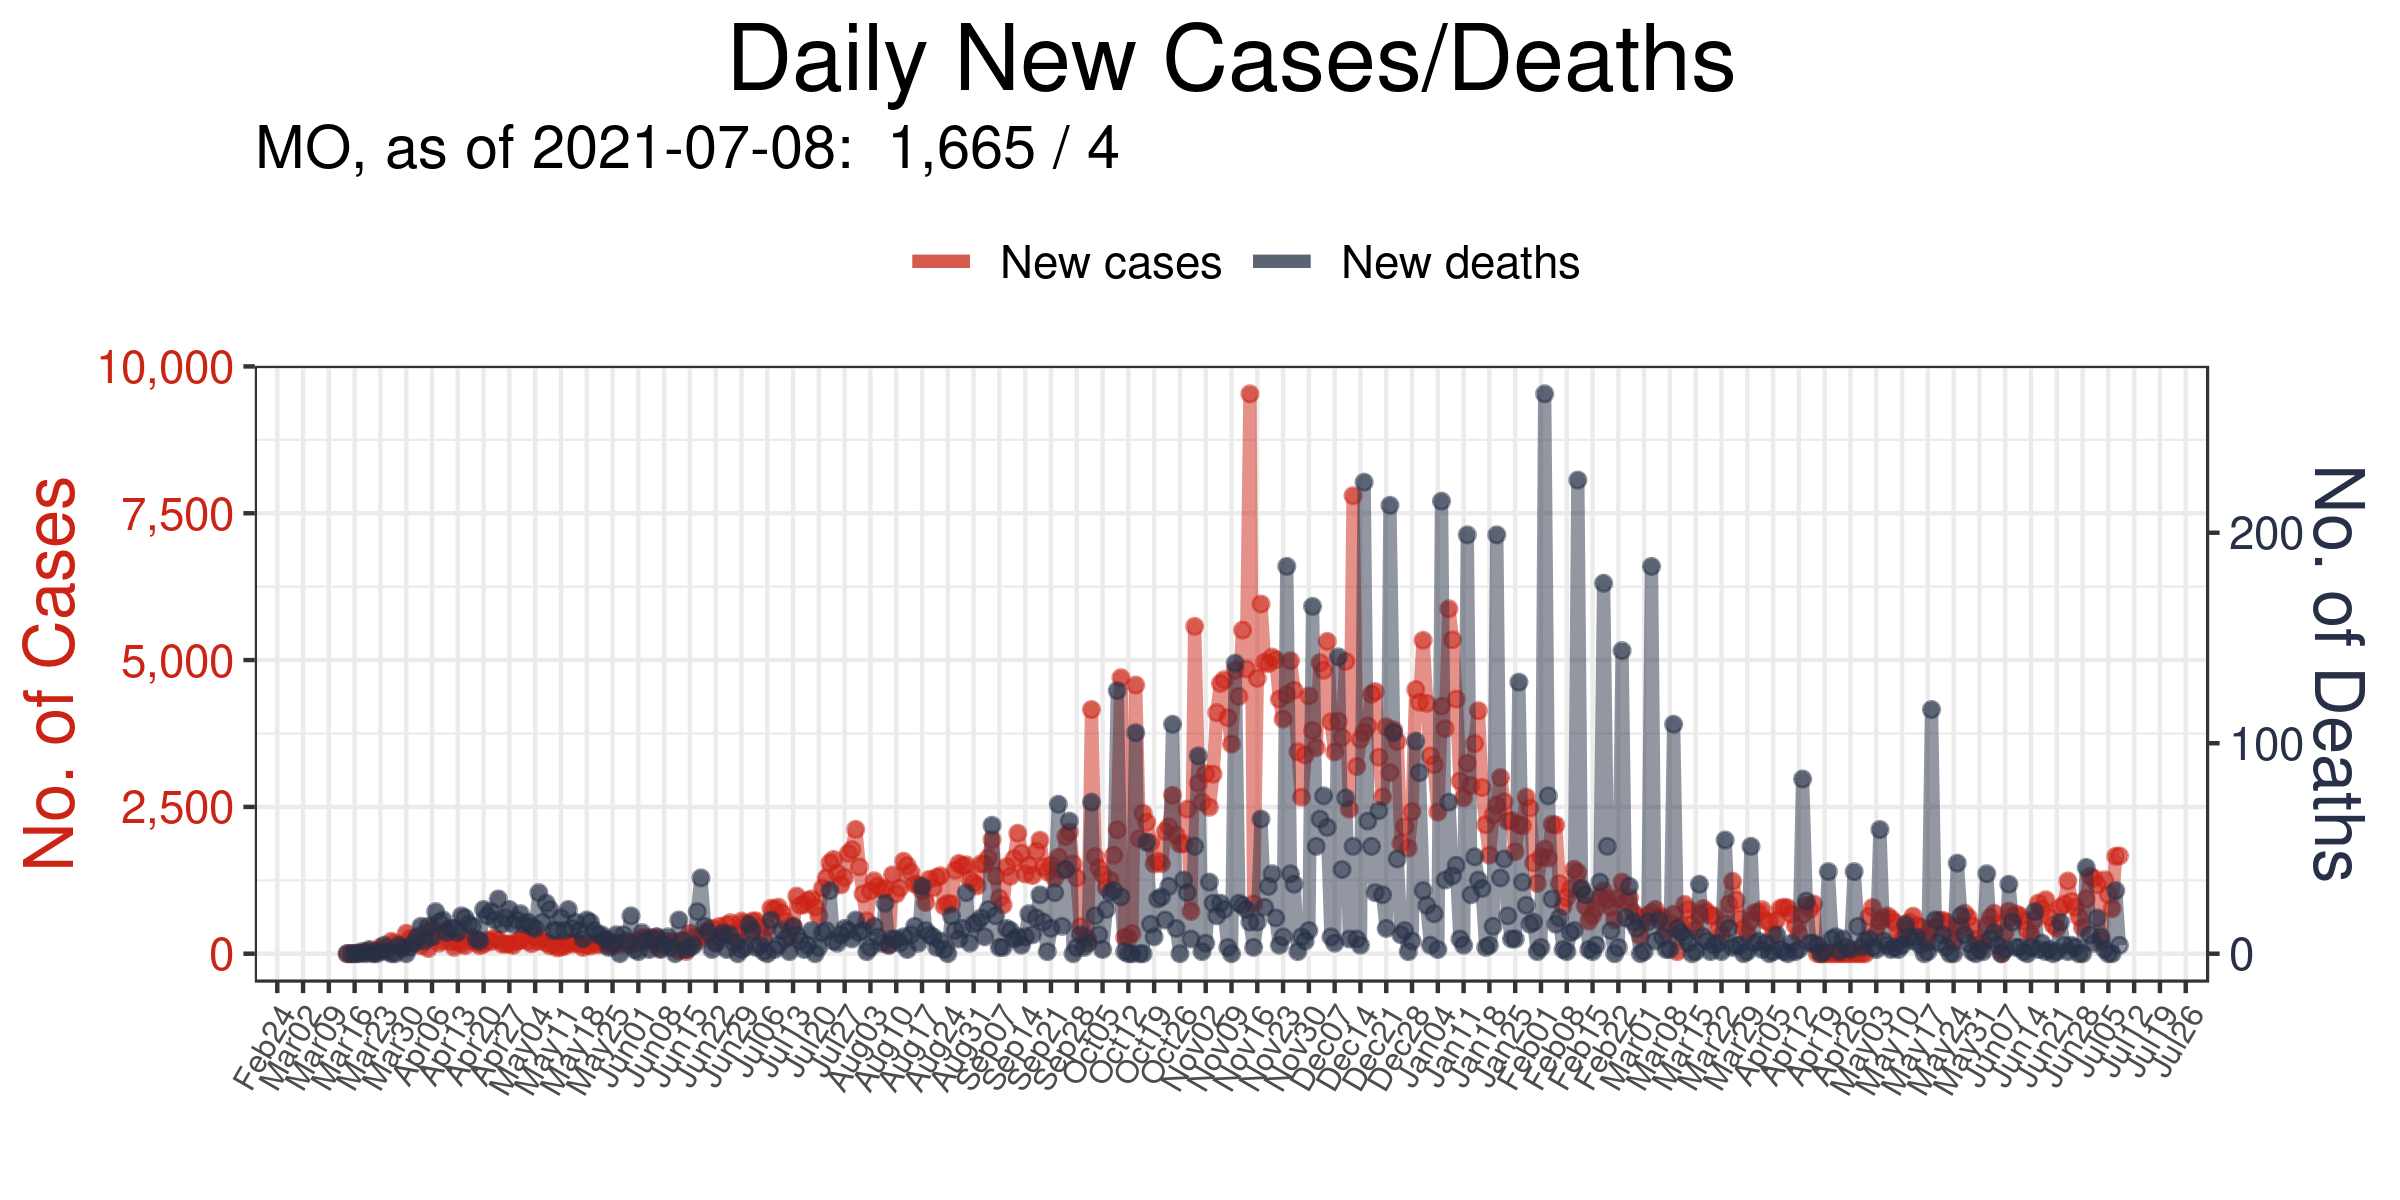 Daily New Cases/Deaths
MO, as of 2021-07-08:  1,665 / 4
New cases
New deaths
No. of Cases
10,000
7,500
5,000
2,500
0
200
100
0
No. of Deaths
Feb24
Mar02
Mar09
Mar16
Mar23
Mar30
Apr06
Apr13
Apr20
Apr27
May04
May11
May18
May25
Jun01
Jun08
Jun15
Jun22
Jun29
Jul06
Jul13
Jul20
Jul27
Aug03
Aug10
Aug17
Aug24
Aug31
Sep07
Sep14
Sep21
Sep28
Oct05
Oct12
Oct19
Oct26
Nov02
Nov09
Nov16
Nov23
Nov30
Dec07
Dec14
Dec21
Dec28
Jan04
Jan11
Jan18
Jan25
Feb01
Feb08
Feb15
Feb22
Mar01
Mar08
Mar15
Mar22
Mar29
Apr05
Apr12
Apr19
Apr26
May03
May10
May17
May24
May31
Jun07
Jun14
Jun21
Jun28
Jul05
Jul12
Jul19
Jul26